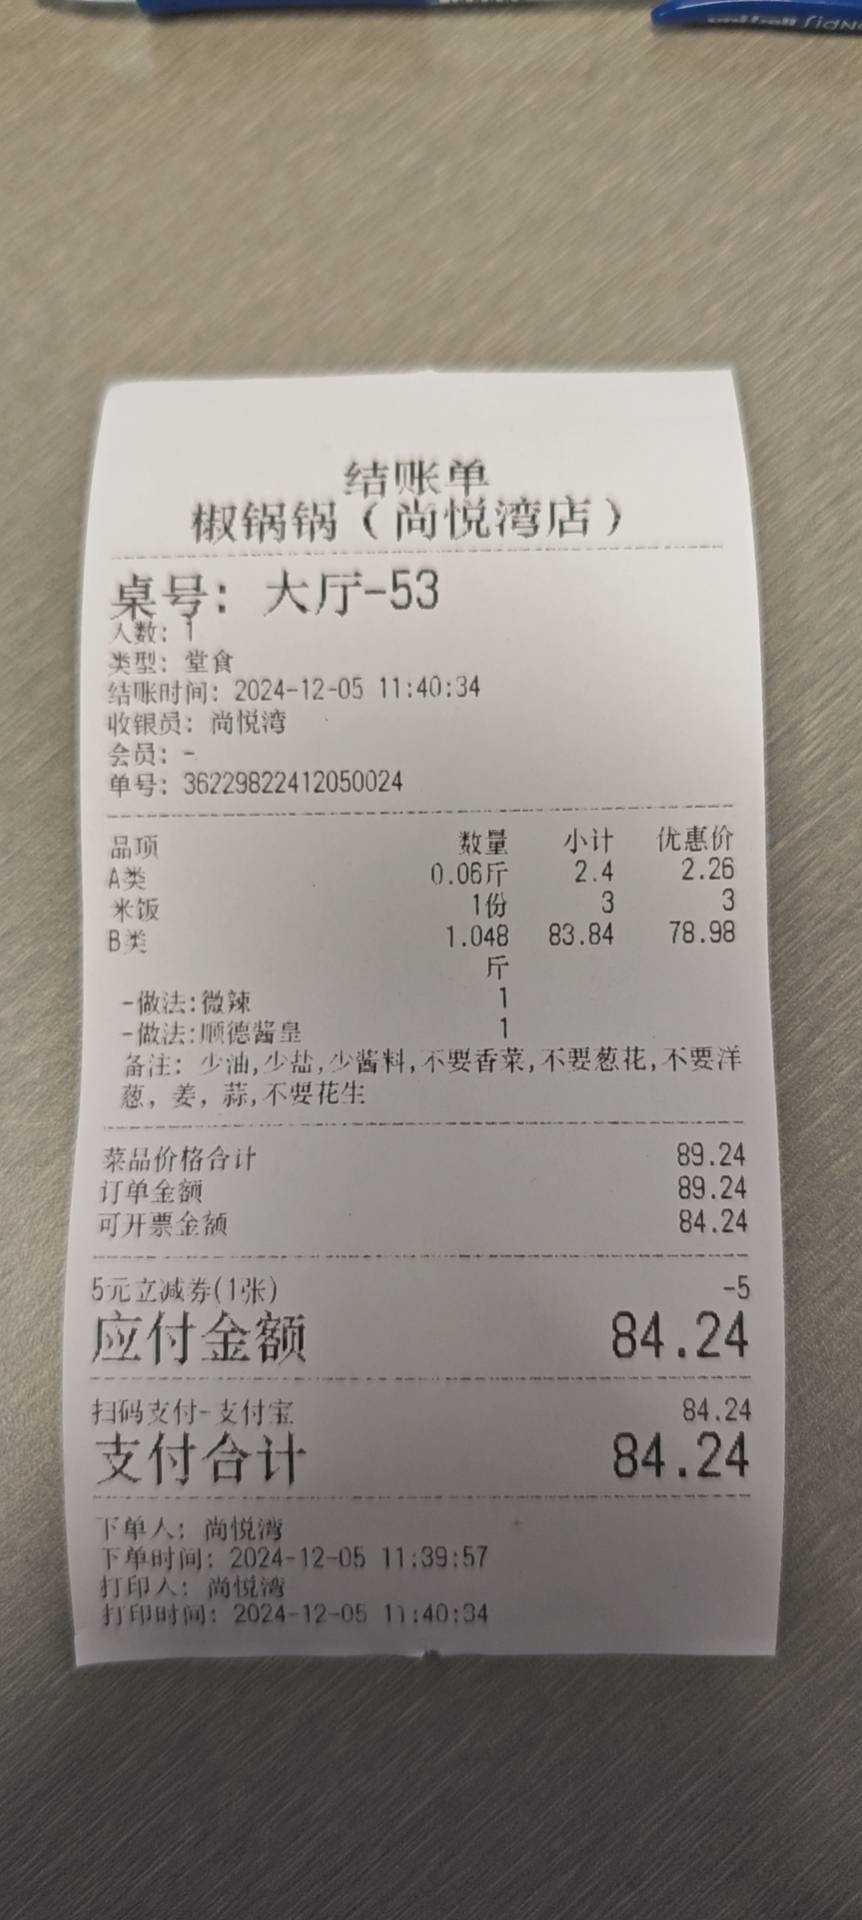 结账单
椒锅锅（尚悦湾店）
桌号: 大厅-53
人数: 1
类型: 堂食
结账时间: 2024-12-05 11:40:34
收银员: 尚悦湾
会员: -
单号: 36229822412050024
品项 数量 小计 优惠价
A类 0.06斤 2.4 2.26
米饭 1份 3 3
B类 1.048 83.84 78.98
斤
-做法:微辣 1
-做法:顺德酱皇 1
备注: 少油,少盐,少酱料,不要香菜,不要葱花,不要洋
葱, 姜, 蒜,不要花生
菜品价格合计 89.24
订单金额 89.24
可开票金额 84.24
5元立减券(1张) -5
应付金额 84.24
扫码支付-支付宝 84.24
支付合计 84.24
下单人: 尚悦湾
下单时间: 2024-12-05 11:39:57
打印人: 尚悦湾
打印时间: 2024-12-05 11:40:34